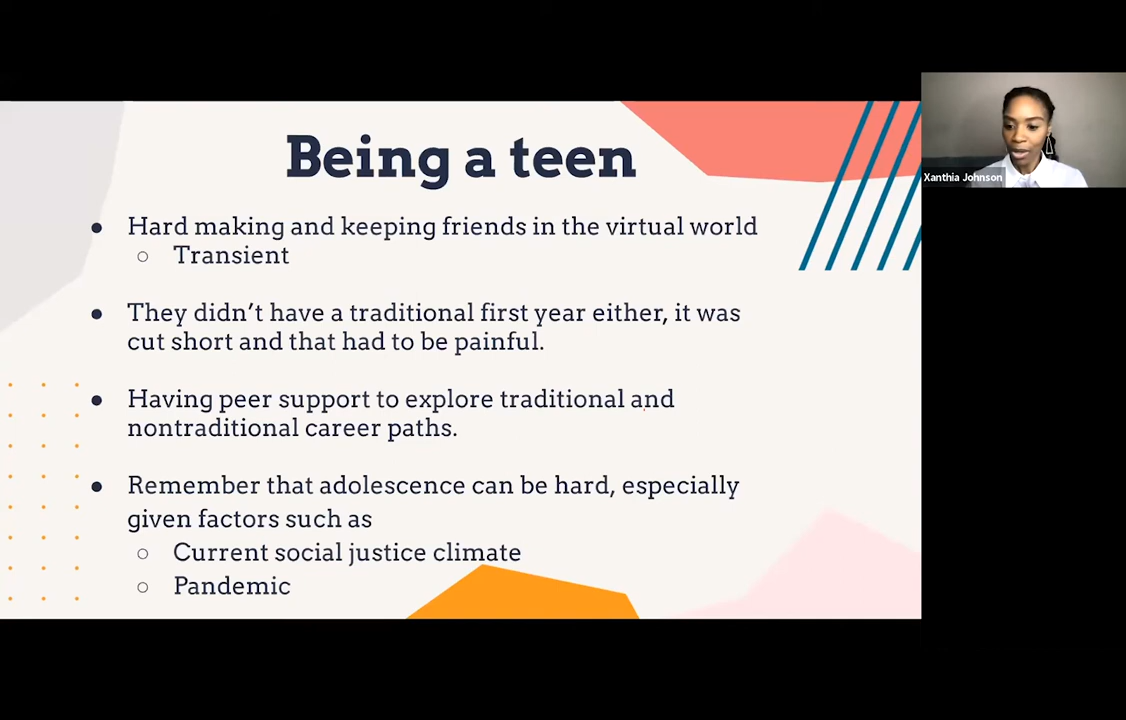 Being a teen
● Hard making and keeping friends in the virtual world
○ Transient
● They didn’t have a traditional first year either, it was
cut short and that had to be painful.
● Having peer support to explore traditional and
nontraditional career paths.
● Remember that adolescence can be hard, especially
given factors such as
○ Current social justice climate
○ Pandemic
Xanthia Johnson